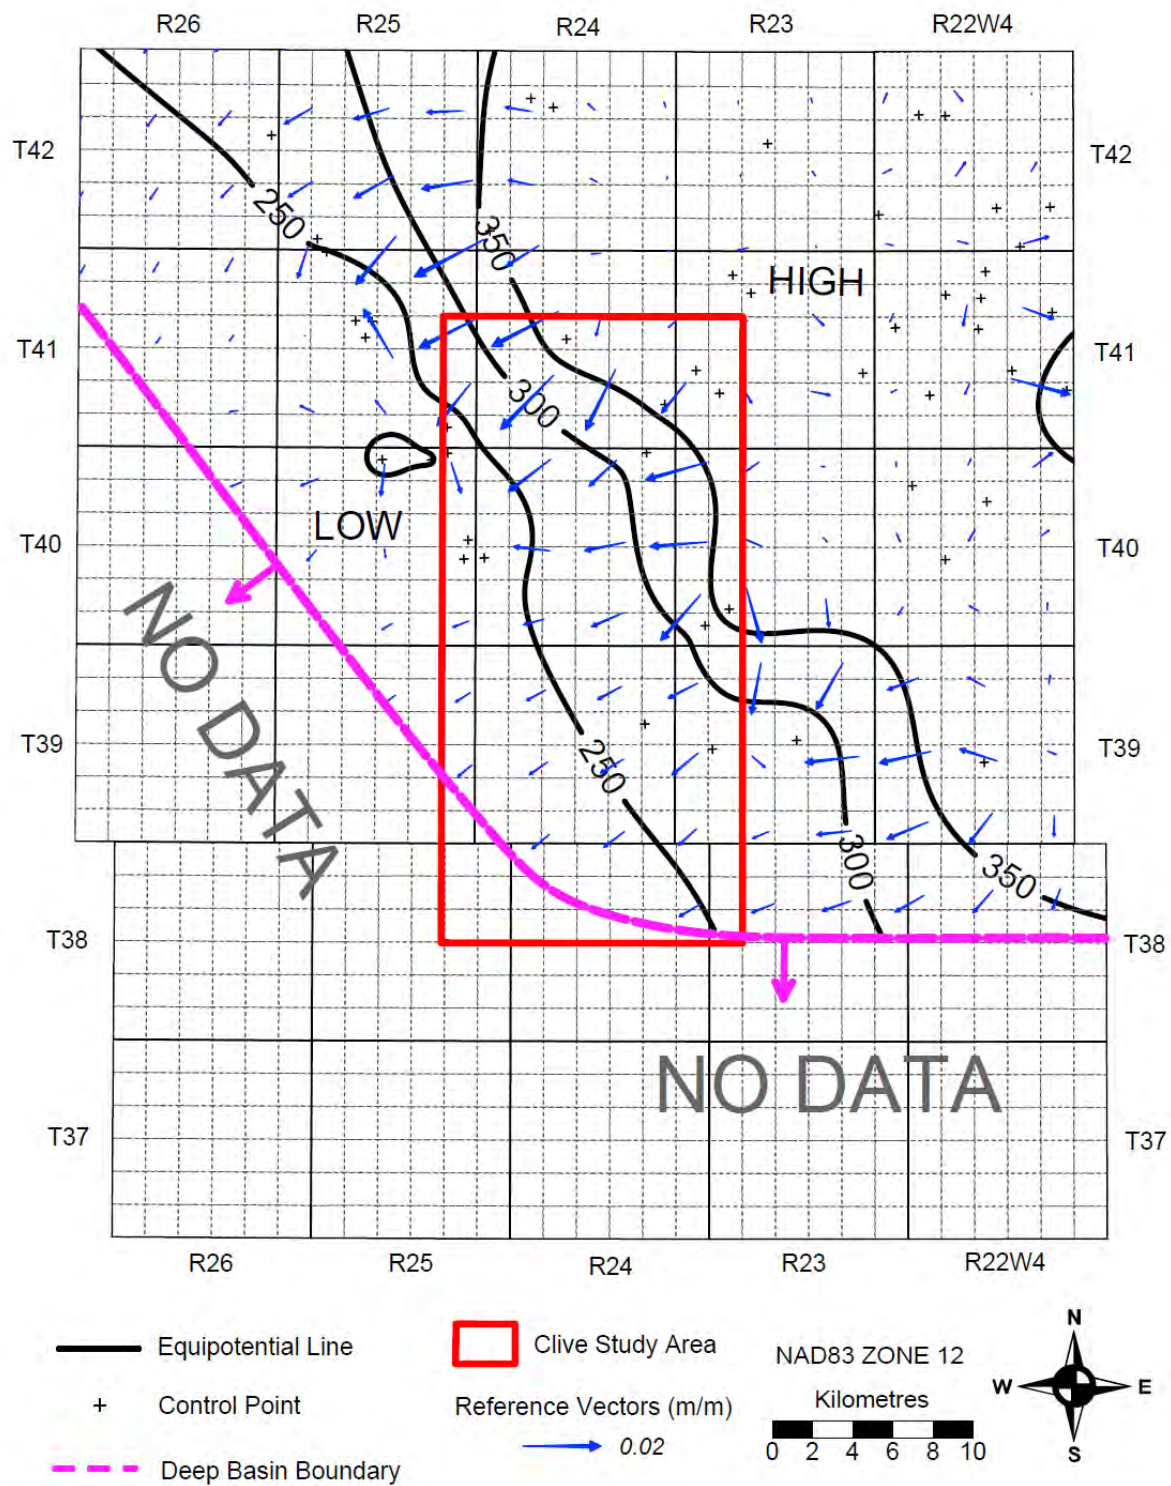 R26 R25 R24 R23 R22W4
T42 T42
250
350
HIGH
T41 T41
300
LOW
T40 T40
NO DATA
T39 T39
250
300
350
T38 T38
NO DATA
T37 T37
R26 R25 R24 R23 R22W4
Equipotential Line
Clive Study Area
NAD83 ZONE 12
N
W E
S
Control Point
Reference Vectors (m/m)
Kilometres
0.02
0 2 4 6 8 10
Deep Basin Boundary